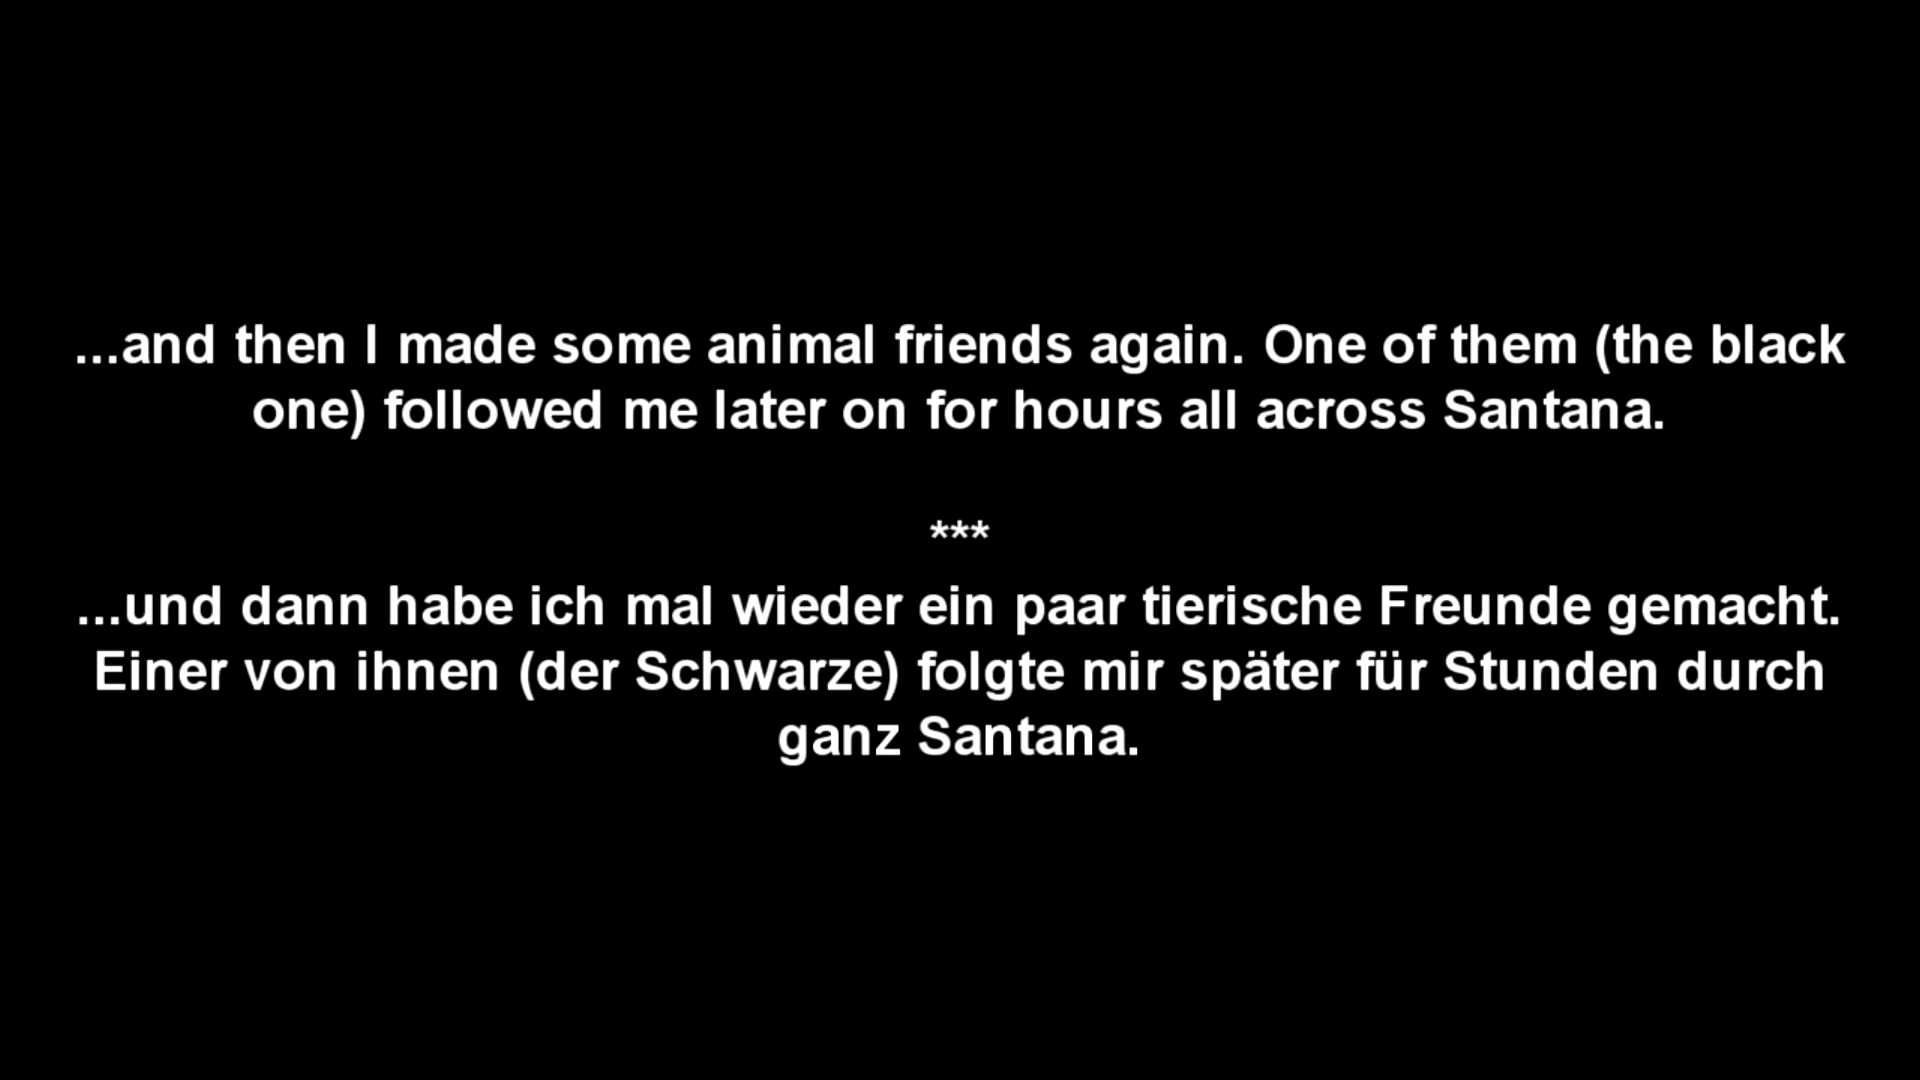 ...and then I made some animal friends again. One of them (the black
one) followed me later on for hours all across Santana.
***
...und dann habe ich mal wieder ein paar tierische Freunde gemacht.
Einer von ihnen (der Schwarze) folgte mir später für Stunden durch
ganz Santana.